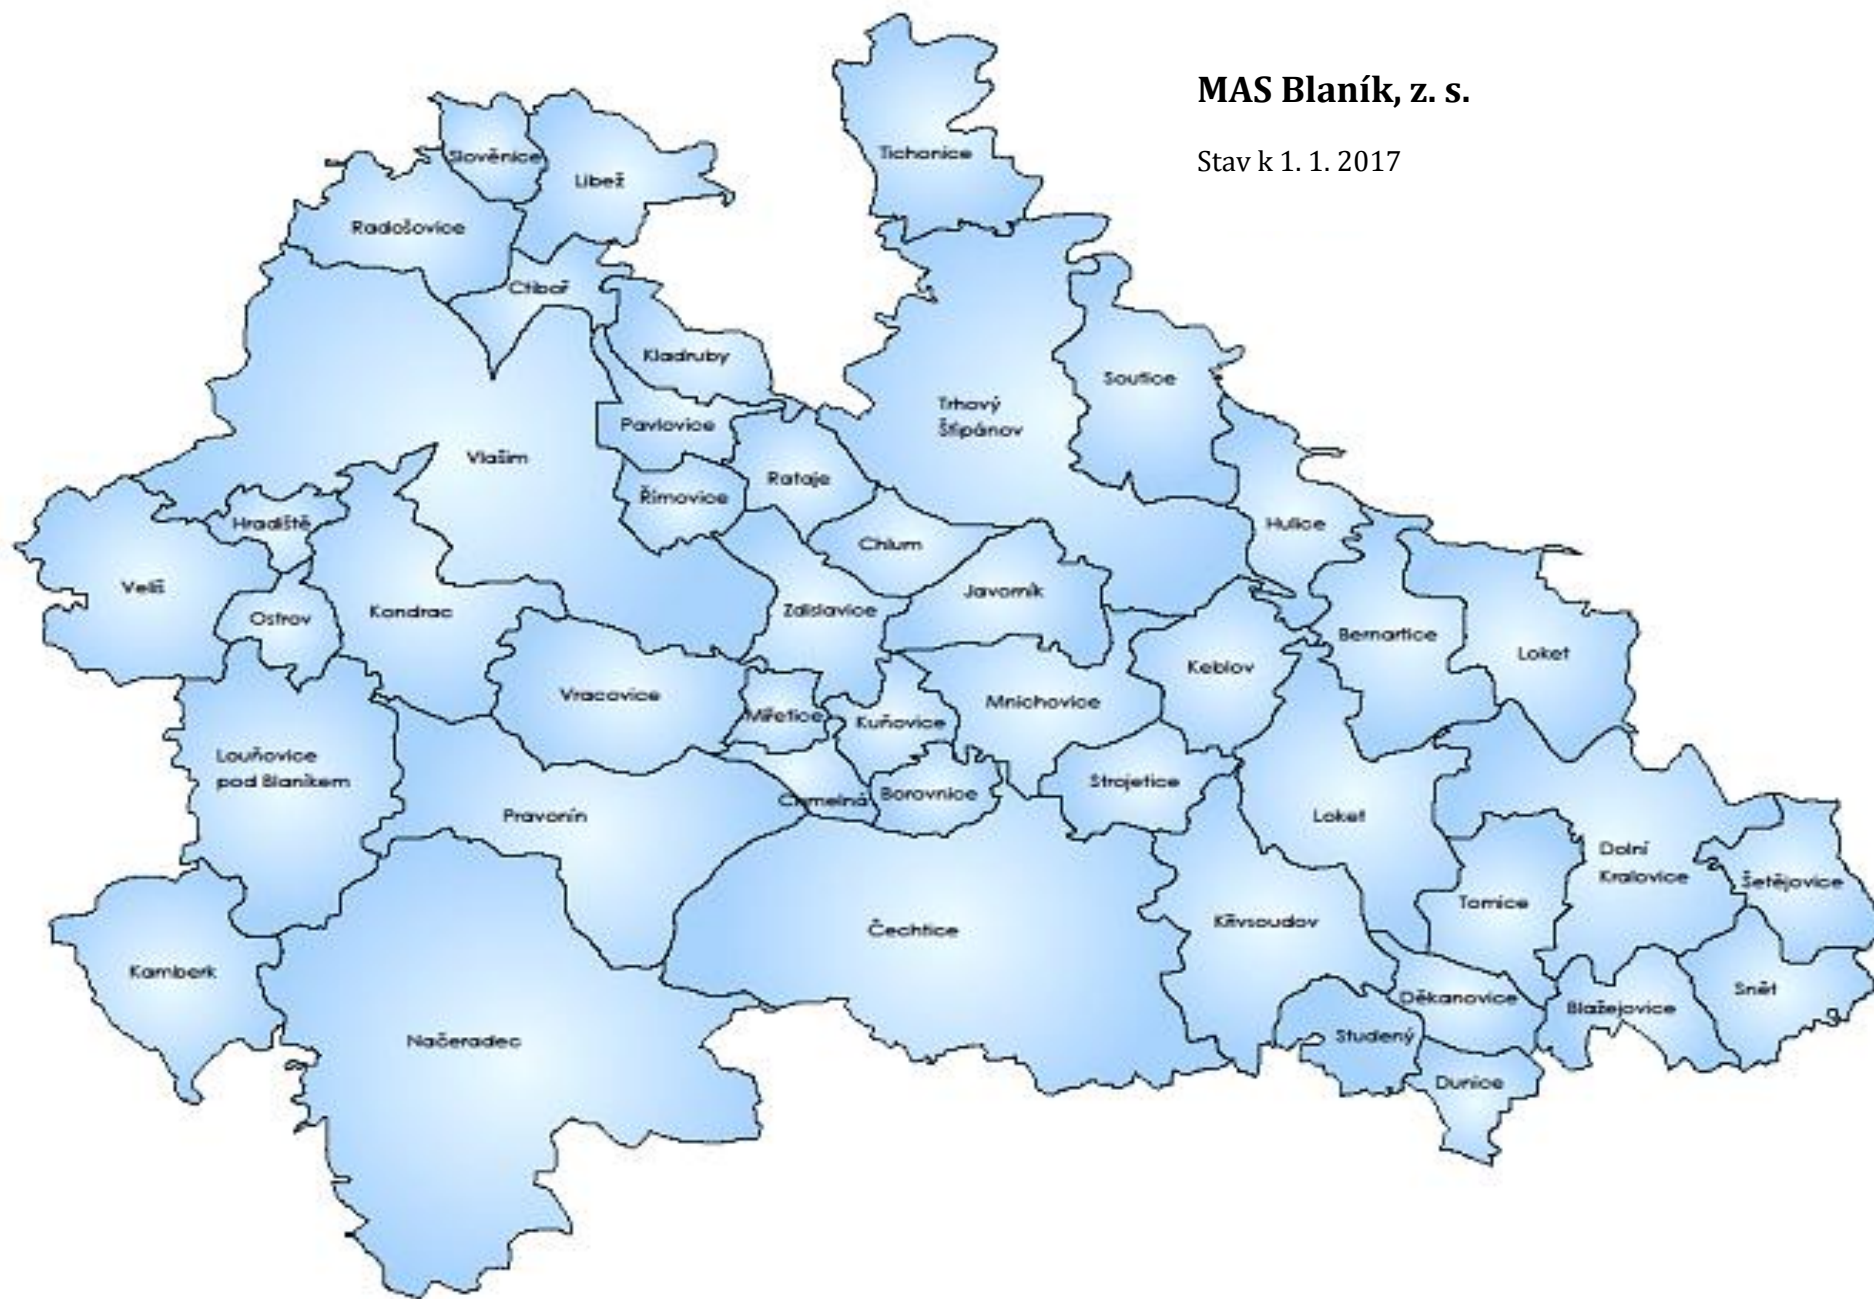 MAS Blaník, z. s.
Stav k 1. 1. 2017
Tichonice
Slověnice
Libež
Radošovice
Ctiboř
Kladruby
Soutice
Trhový
Štipánov
Pavlovice
Vlašim
Rataje
Římovice
Hradiště
Hulice
Chlum
Veliš
Javorník
Zdislavice
Ostrov
Kondrac
Bernartice
Loket
Keblov
Vracovice
Mnichovice
Miřetice
Kuňovice
Louňovice
pod Blaníkem
Strojetice
Borovnice
Chmelná
Pravonín
Loket
Dolní
Kralovice
Šetějovice
Tomice
Křivsoudov
Čechtice
Kamberk
Snět
Děkanovice
Blažejovice
Studený
Načeradec
Dunice